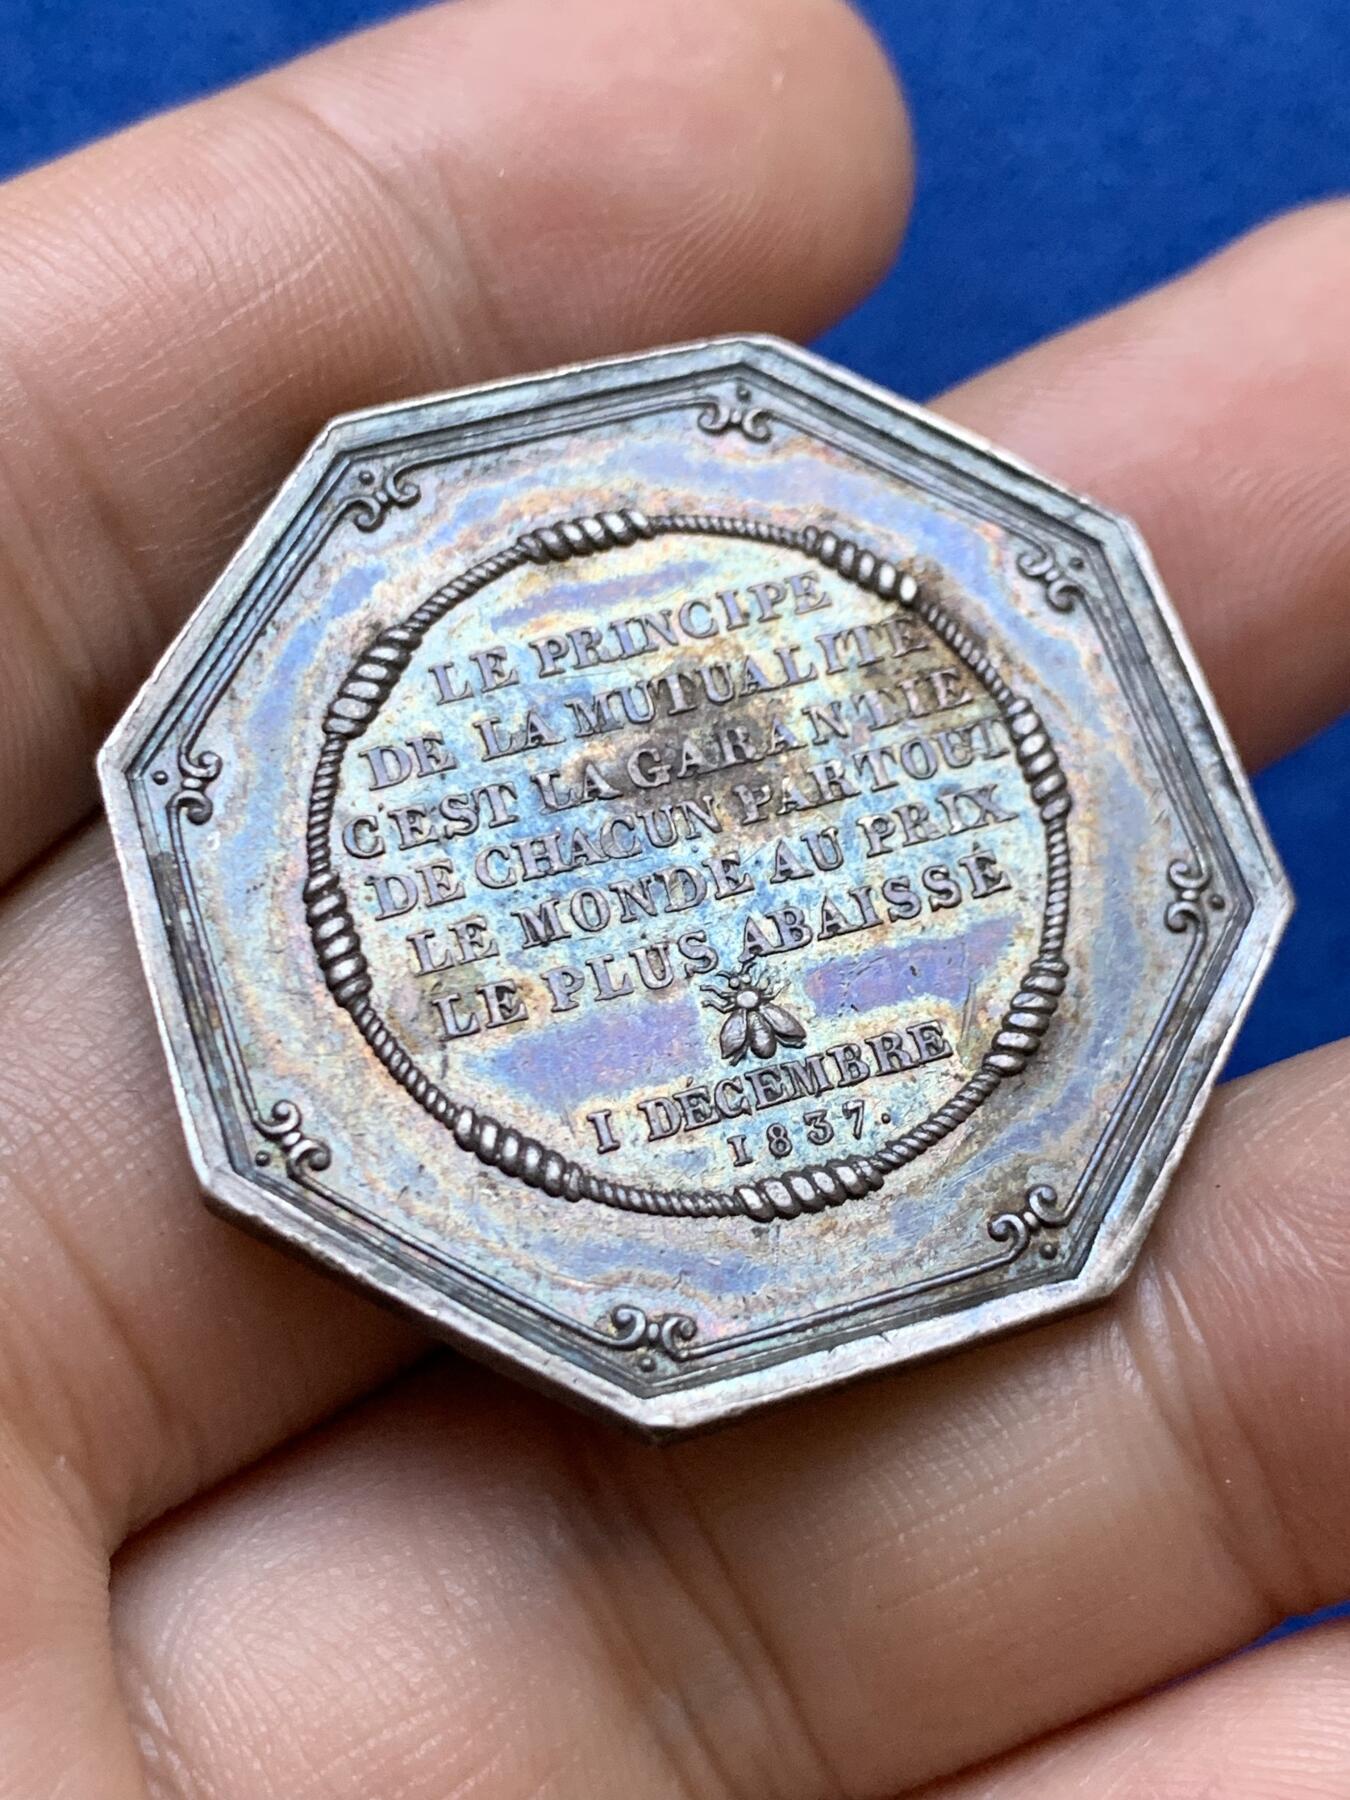 LE PRINCIPE
DE LA MUTUALITÉ
C'EST LA GARANTIE
DE CHACUN PARTOUT
LE MONDE AU PRIX
LE PLUS ABAISSÉ
1 DÉCEMBRE
1837.